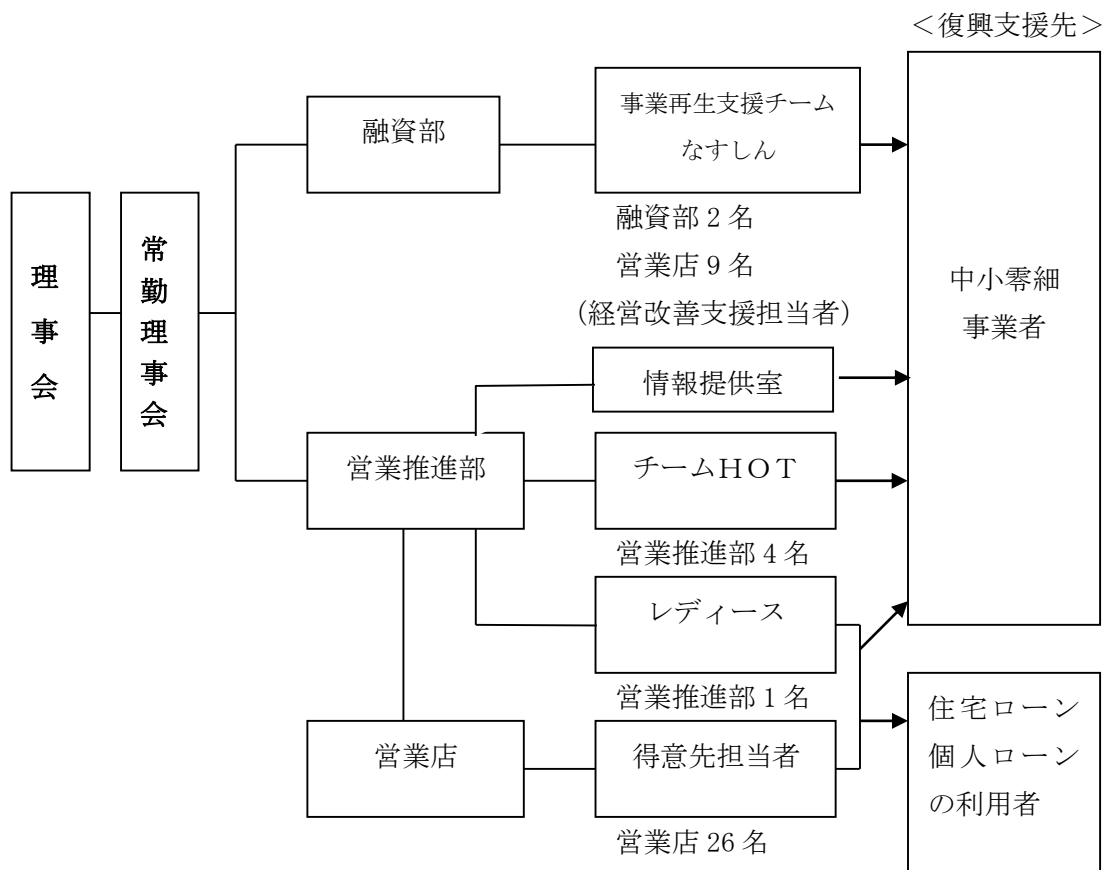 ＜復興支援先＞
理事会
常勤理事会
融資部
事業再生支援チーム
なすしん
融資部 2 名
営業店 9 名
（経営改善支援担当者）
情報提供室
営業推進部
チームＨＯＴ
営業推進部 4 名
レディース
営業推進部 1 名
営業店
得意先担当者
営業店 26 名
中小零細
事業者
住宅ローン
個人ローン
の利用者